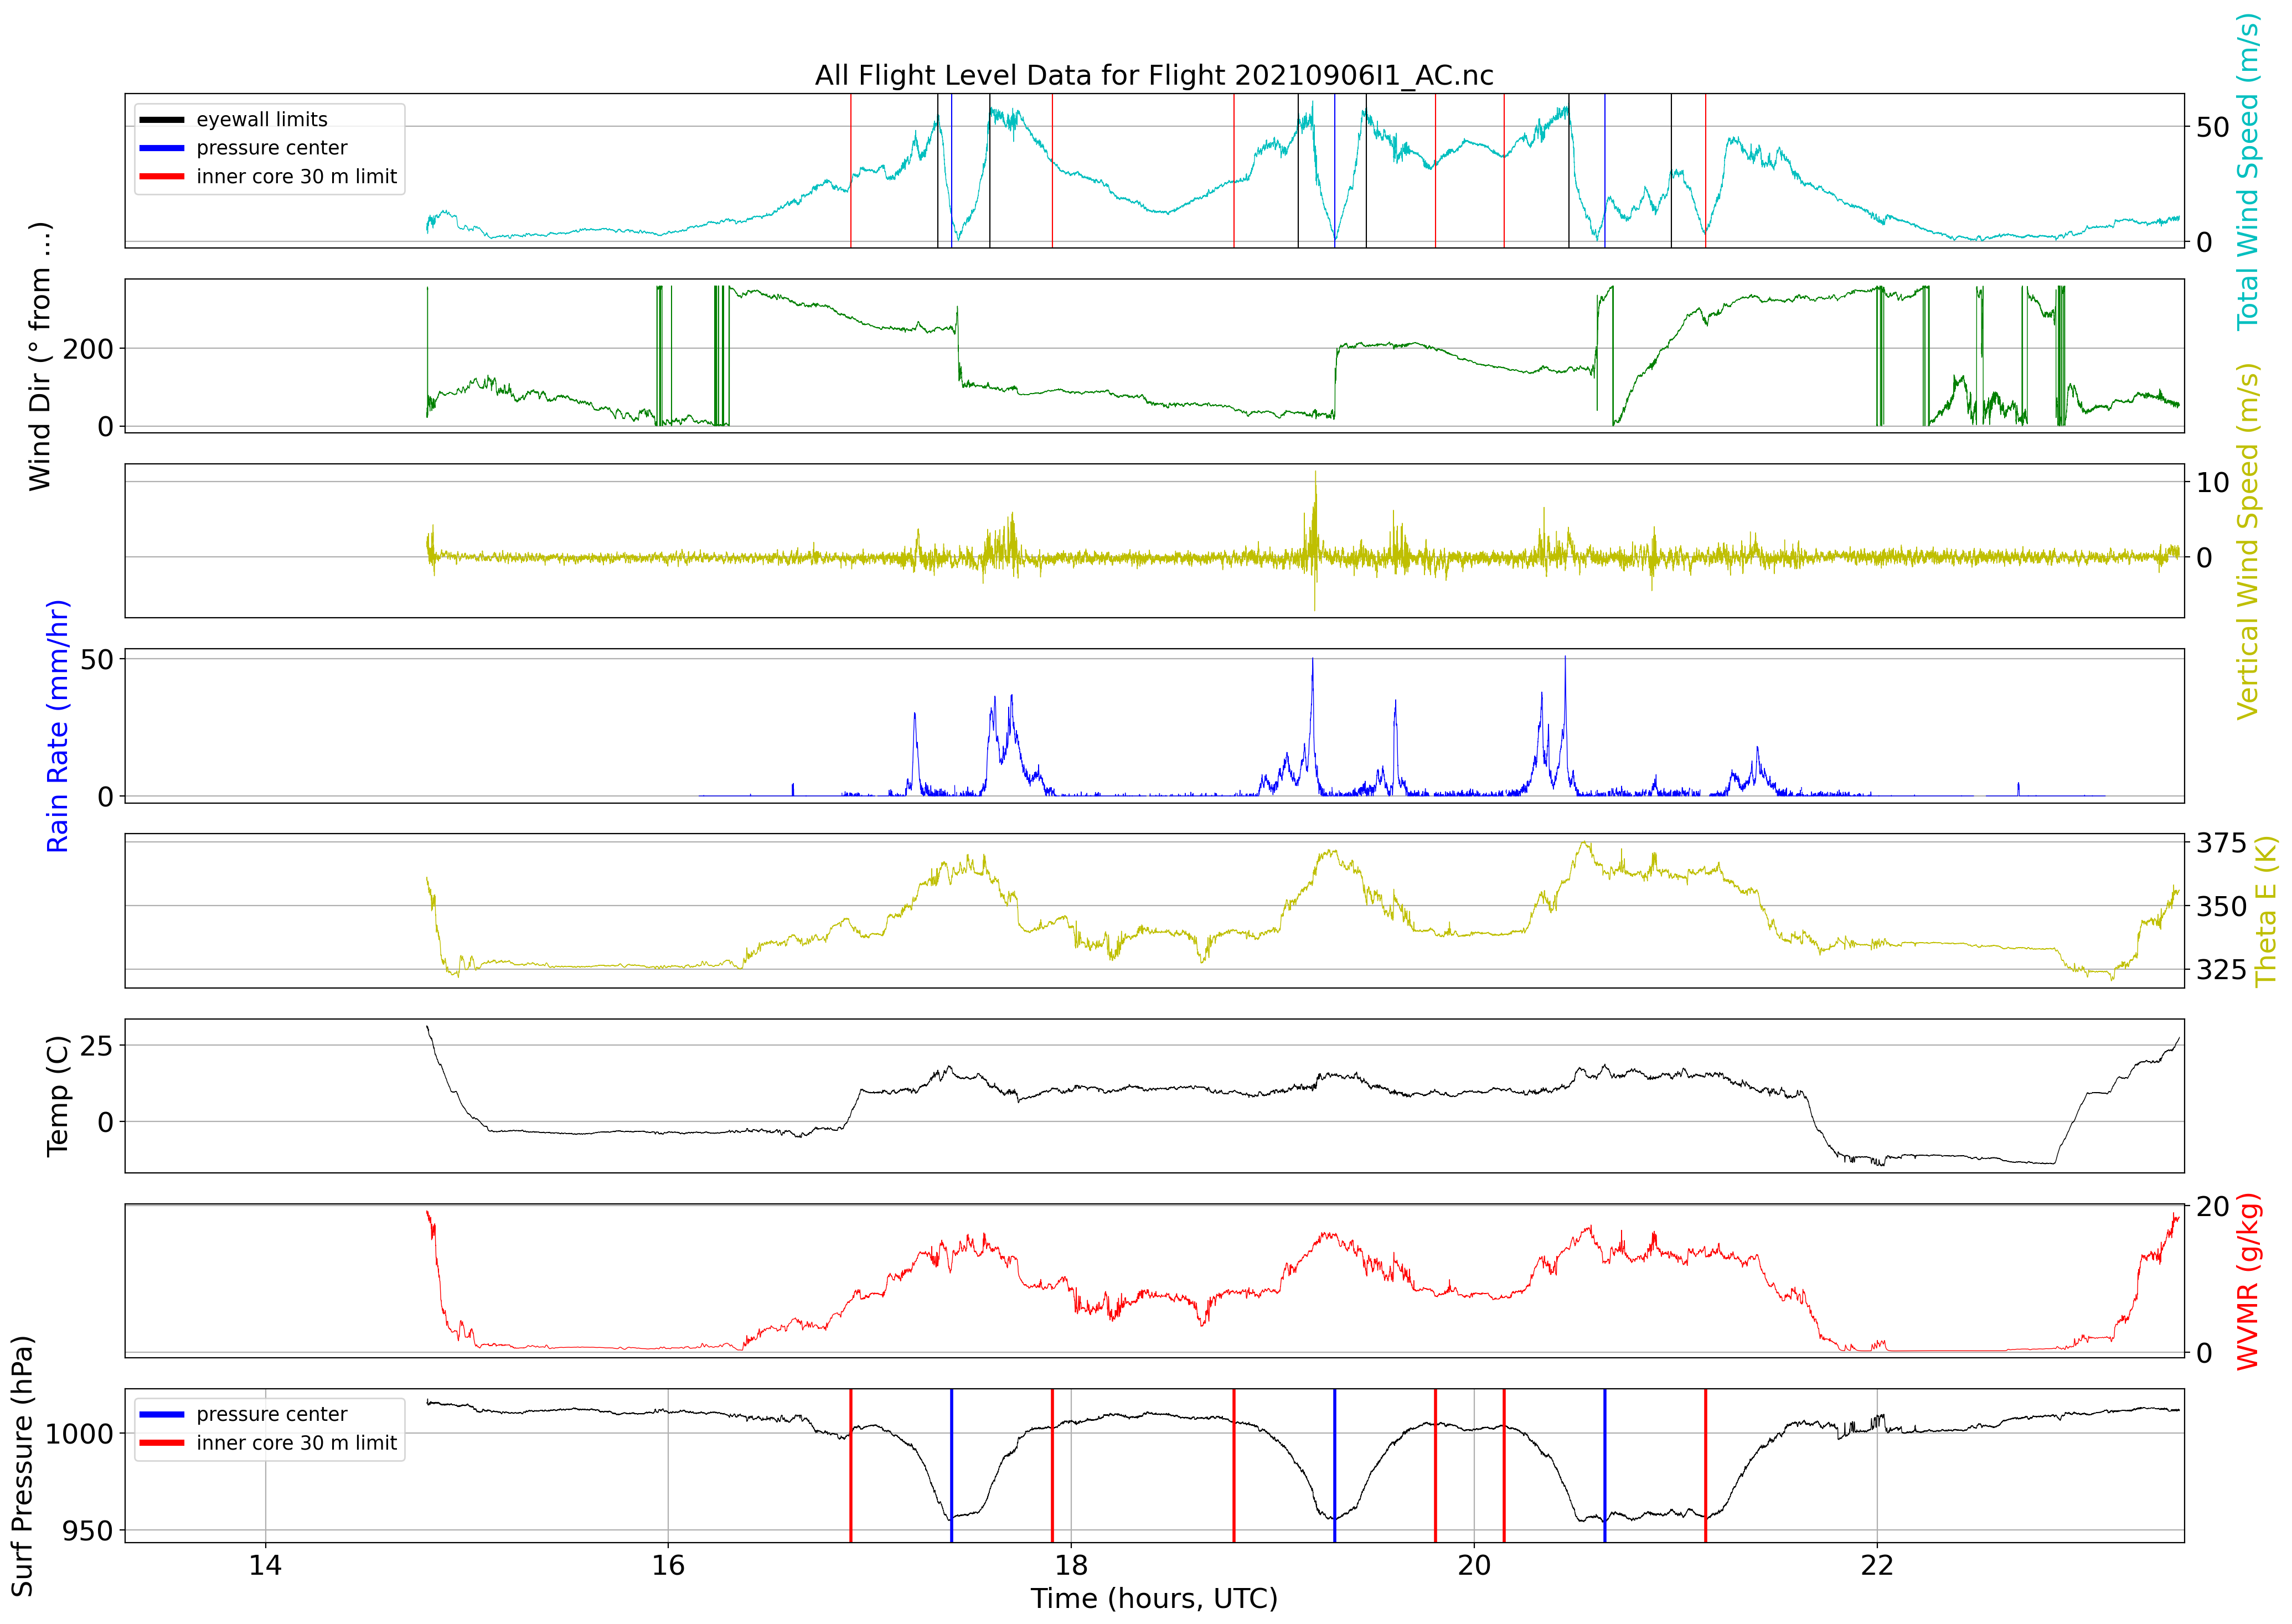 All Flight Level Data for Flight 20210906I1_AC.nc
eyewall limits
pressure center
inner core 30 m limit
50
0
Total Wind Speed (m/s)
Wind Dir (° from ...)
200
0
10
0
Vertical Wind Speed (m/s)
Rain Rate (mm/hr)
50
0
375
350
325
Theta E (K)
Temp (C)
25
0
20
0
WVMR (g/kg)
Surf Pressure (hPa)
1000
950
pressure center
inner core 30 m limit
14 16 18 20 22
Time (hours, UTC)